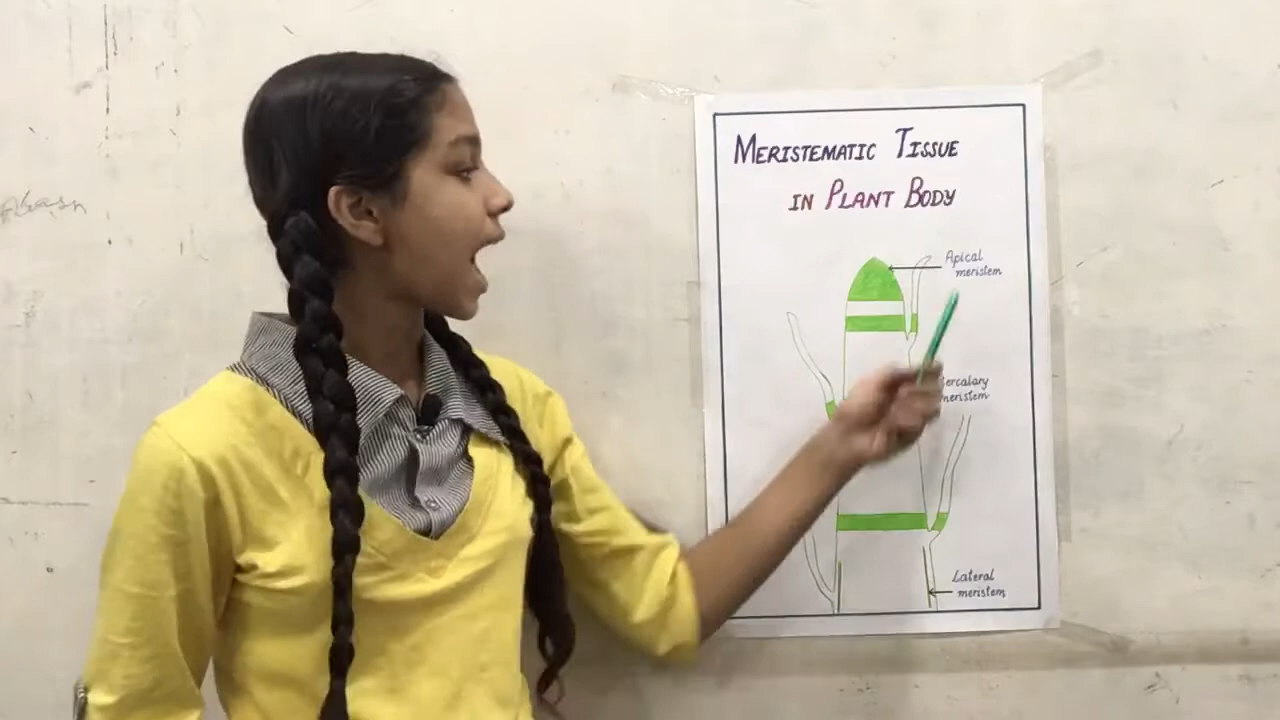 MERISTEMATIC TISSUE
IN PLANT BODY
Apical
meristem
meristem
Lateral
meristem